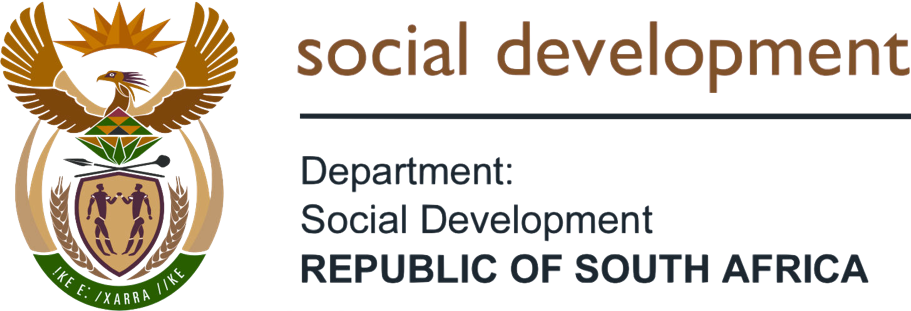 social development
Department:
Social Development
REPUBLIC OF SOUTH AFRICA
!KE E: /XARRA //KE